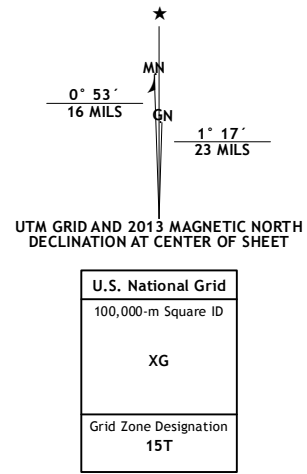 ★
MN
0° 53´
16 MILS
GN
1° 17´
23 MILS
UTM GRID AND 2013 MAGNETIC NORTH
DECLINATION AT CENTER OF SHEET
U.S. National Grid
100,000-m Square ID
XG
Grid Zone Designation
15T